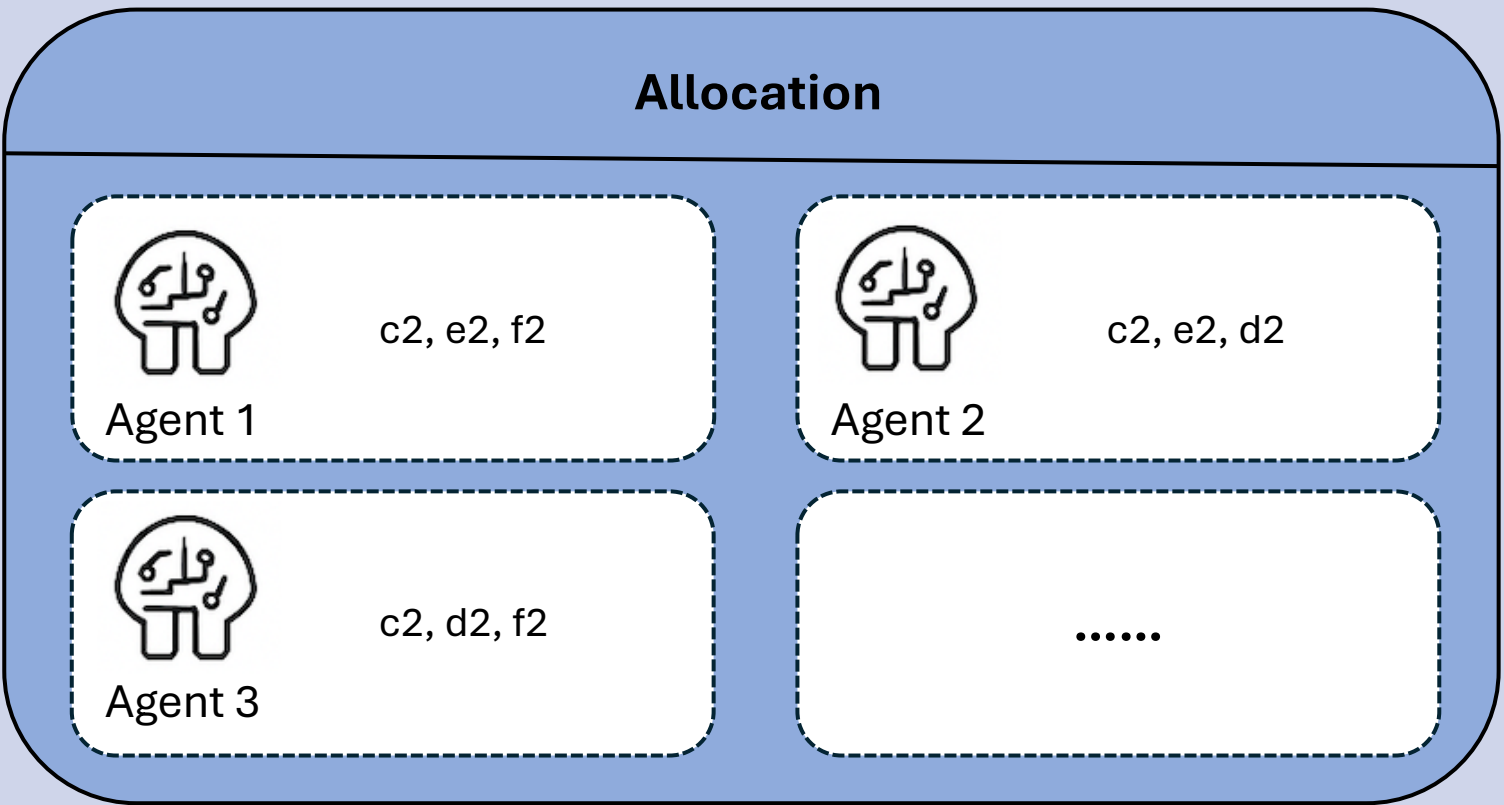 Allocation
c2, e2, f2
Agent 1
c2, e2, d2
Agent 2
c2, d2, f2
Agent 3
......